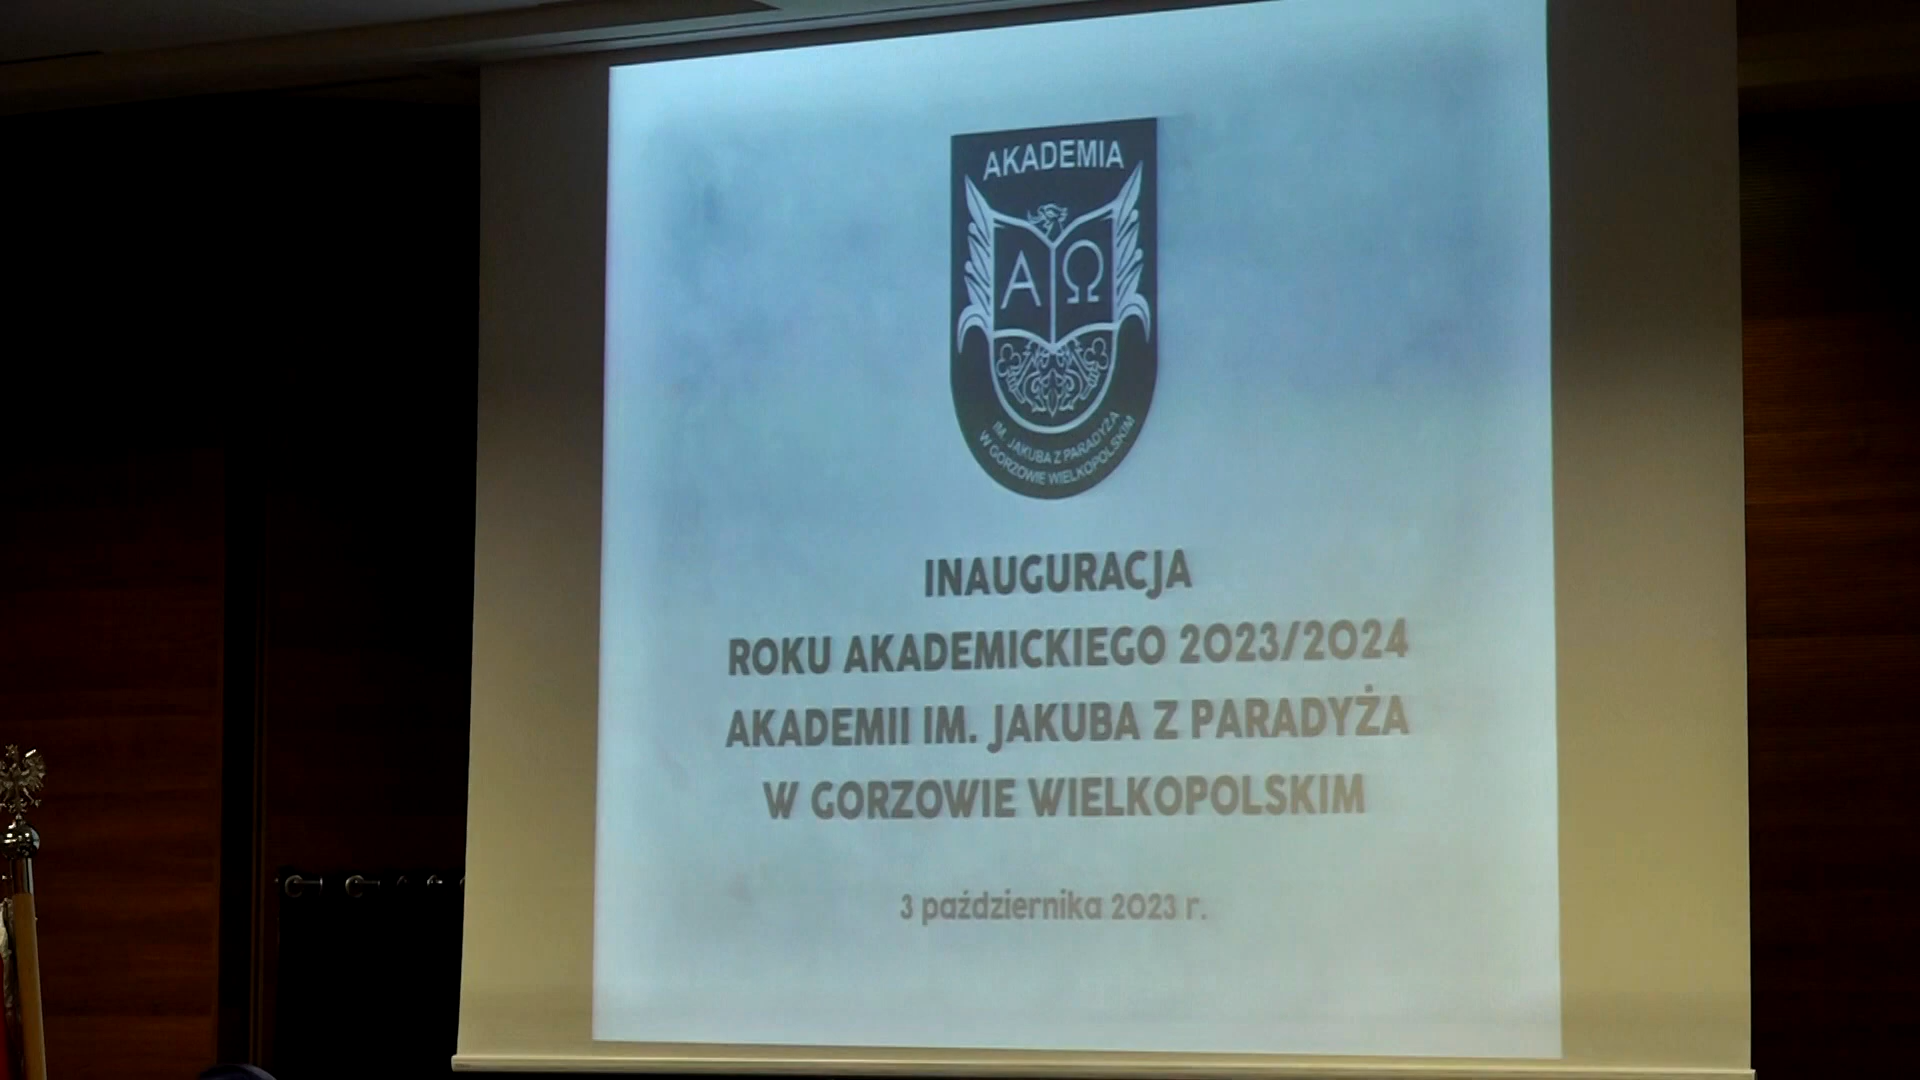 AKADEMIA
Α Ω
IM. JAKUBA Z PARADYŻA
W GORZOWIE WIELKOPOLSKIM
INAUGURACJA
ROKU AKADEMICKIEGO 2023/2024
AKADEMII IM. JAKUBA Z PARADYŻA
W GORZOWIE WIELKOPOLSKIM
3 października 2023 r.